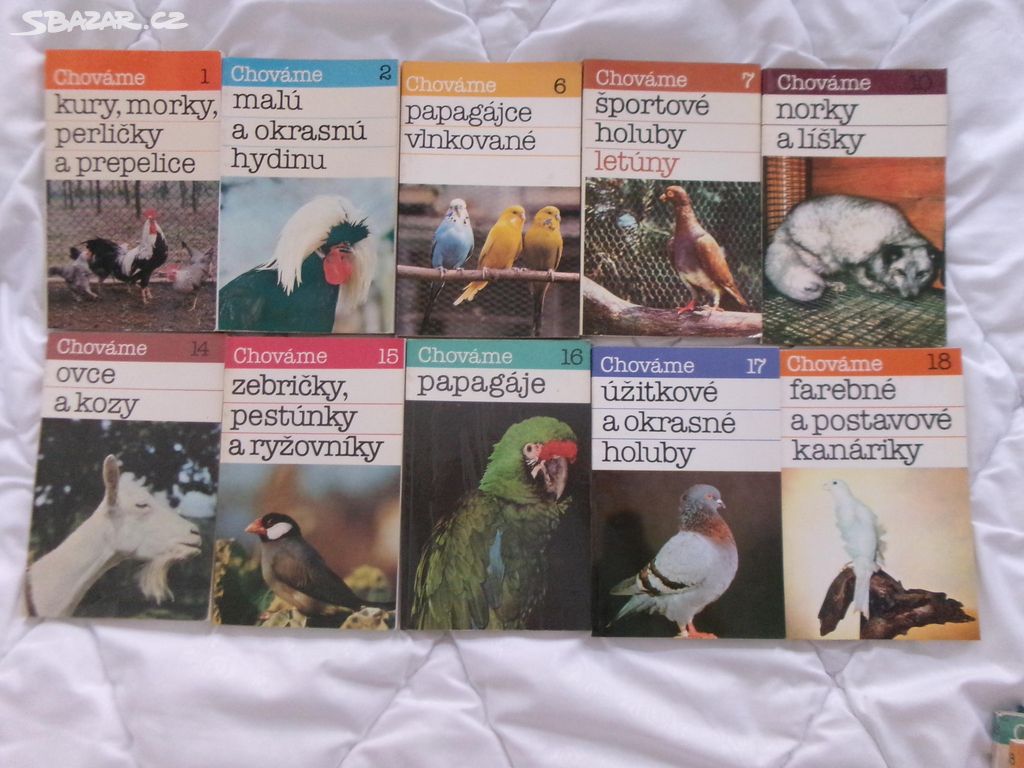 SBAZAR.CZ
Chováme 1
kury, morky,
perličky
a prepelice
Chováme 2
malú
a okrasnú
hydinu
Chováme 6
papagájce
vlnkované
Chováme 7
športové
holuby
letúny
Chováme 10
norky
a líšky
Chováme 14
ovce
a kozy
Chováme 15
zebričky,
pestúnky
a ryžovníky
Chováme 16
papagáje
Chováme 17
úžitkové
a okrasné
holuby
Chováme 18
farebné
a postavové
kanáriky